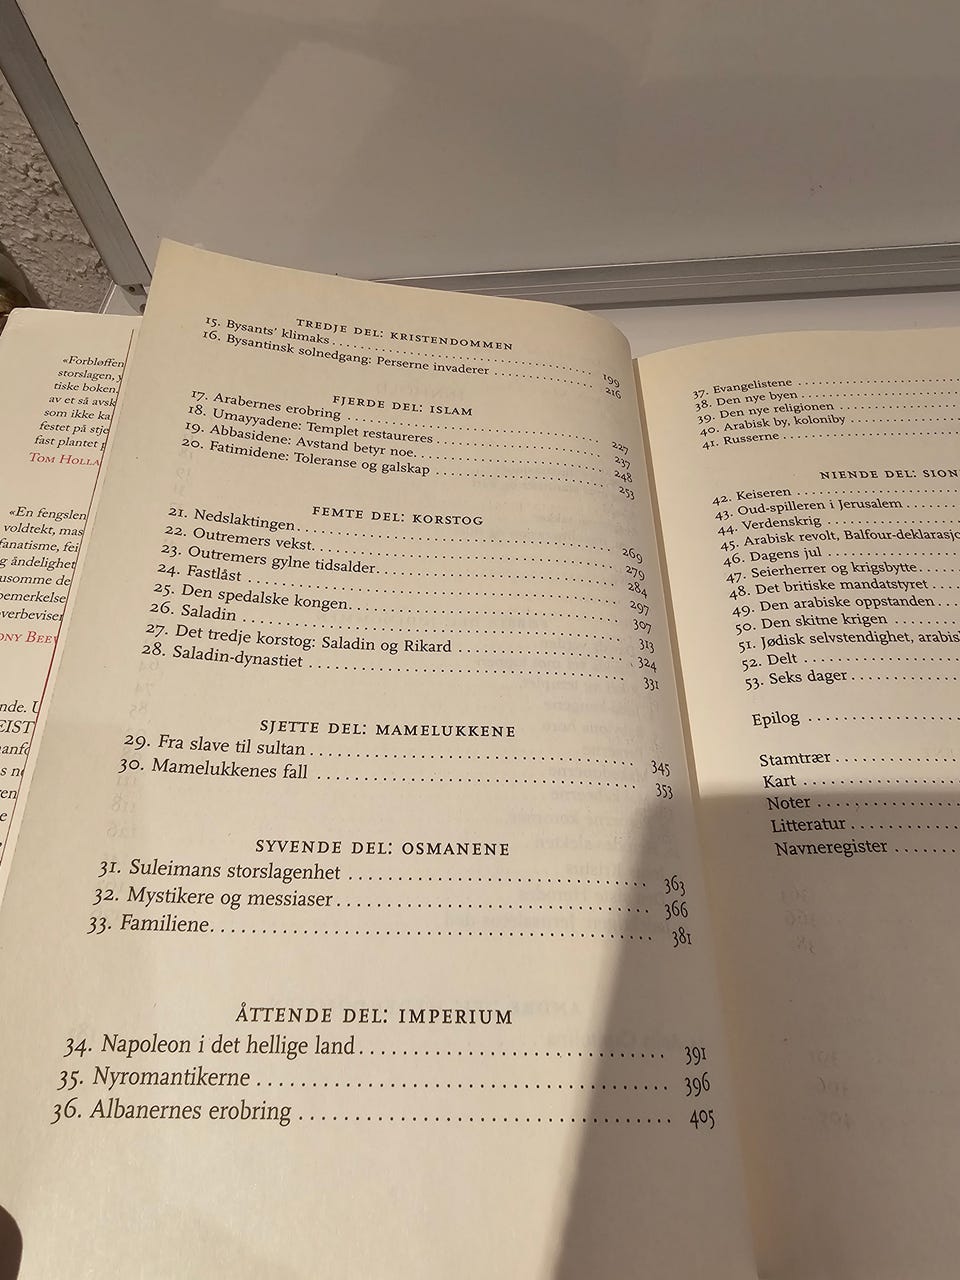 «Forbløffen
storslagen, y
tiske boken
av et så avsk
som ikke ka
festet på stje
fast plantet p
TOM HOLLA
«En fengslen
voldtekt, mas
fanatisme, fei
g åndelighet
usomme de
bemerkelse
overbeviser
ONY BEEV
nde. U
EIST
anfo
s ne
ren
e
TREDJE DEL: KRISTENDOMMEN
15. Bysants' klimaks 199
16. Bysantinsk solnedgang: Perserne invaderer 216
FJERDE DEL: ISLAM
17. Arabernes erobring 227
18. Umayyadene: Templet restaureres 237
19. Abbasidene: Avstand betyr noe 248
20. Fatimidene: Toleranse og galskap 253
FEMTE DEL: KORSTOG
21. Nedslaktingen 269
22. Outremers vekst 279
23. Outremers gylne tidsalder 284
24. Fastlåst 297
25. Den spedalske kongen 307
26. Saladin 313
27. Det tredje korstog: Saladin og Rikard 324
28. Saladin-dynastiet 331
SJETTE DEL: MAMELUKKENE
29. Fra slave til sultan 345
30. Mamelukkenes fall 353
SYVENDE DEL: OSMANENE
31. Suleimans storslagenhet 363
32. Mystikere og messiaser 366
33. Familiene 381
ÅTTENDE DEL: IMPERIUM
34. Napoleon i det hellige land 391
35. Nyromantikerne 396
36. Albanernes erobring 405
37. Evangelistene
38. Den nye byen
39. Den nye religionen
40. Arabisk by, koloniby
41. Russerne
NIENDE DEL: SION
42. Keiseren
43. Oud-spilleren i Jerusalem
44. Verdenskrig
45. Arabisk revolt, Balfour-deklarasjo
46. Dagens jul
47. Seierherrer og krigsbytte
48. Det britiske mandatstyret
49. Den arabiske oppstanden
50. Den skitne krigen
51. Jødisk selvstendighet, arabisk
52. Delt
53. Seks dager
Epilog
Stamtrær
Kart
Noter
Litteratur
Navneregister